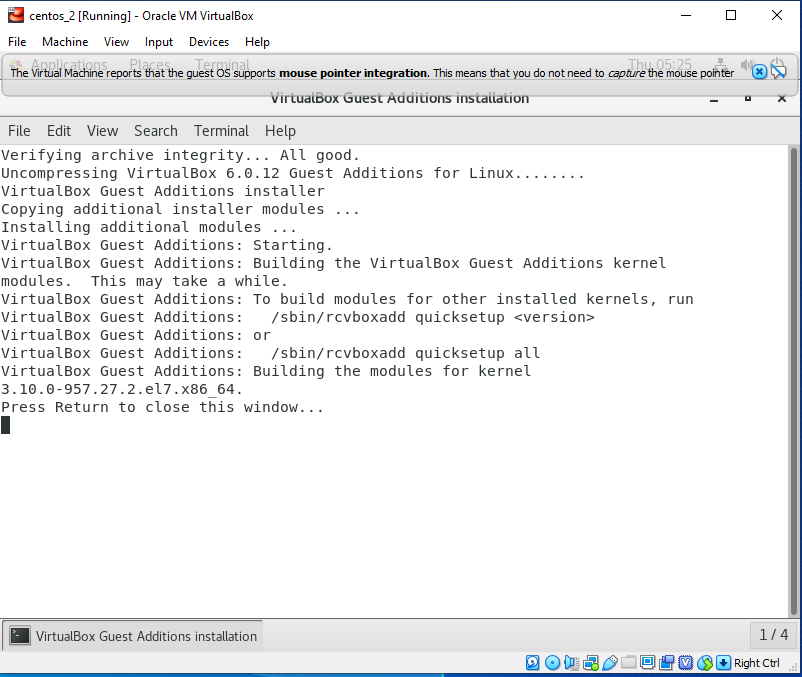 centos_2 [Running] - Oracle VM VirtualBox
File Machine View Input Devices Help
Applications Places Terminal Thu 05:25
The Virtual Machine reports that the guest OS supports mouse pointer integration. This means that you do not need to capture the mouse pointer
VirtualBox Guest Additions installation
File Edit View Search Terminal Help
Verifying archive integrity... All good.
Uncompressing VirtualBox 6.0.12 Guest Additions for Linux........
VirtualBox Guest Additions installer
Copying additional installer modules ...
Installing additional modules ...
VirtualBox Guest Additions: Starting.
VirtualBox Guest Additions: Building the VirtualBox Guest Additions kernel
modules.  This may take a while.
VirtualBox Guest Additions: To build modules for other installed kernels, run
VirtualBox Guest Additions:   /sbin/rcvboxadd quicksetup <version>
VirtualBox Guest Additions: or
VirtualBox Guest Additions:   /sbin/rcvboxadd quicksetup all
VirtualBox Guest Additions: Building the modules for kernel
3.10.0-957.27.2.el7.x86_64.
Press Return to close this window...
VirtualBox Guest Additions installation 1 / 4
Right Ctrl